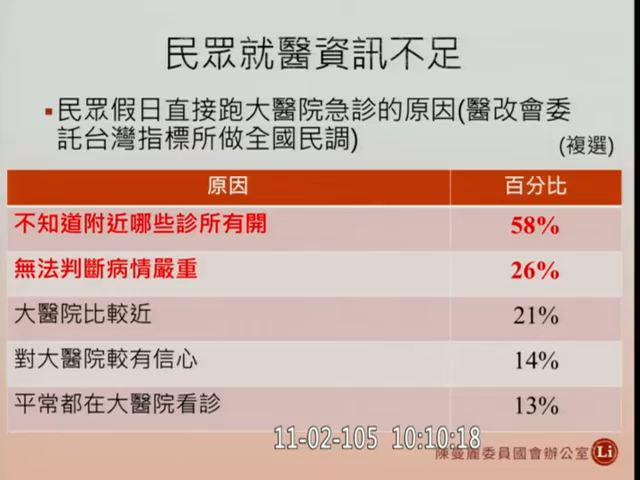 民眾就醫資訊不足
▪民眾假日直接跑大醫院急診的原因(醫改會委
託台灣指標所做全國民調)
(複選)
原因 百分比
不知道附近哪些診所有開 58%
無法判斷病情嚴重 26%
大醫院比較近 21%
對大醫院較有信心 14%
平常都在大醫院看診 13%
11-02-105 10:10:18
陳曼麗委員國會辦公室 Li